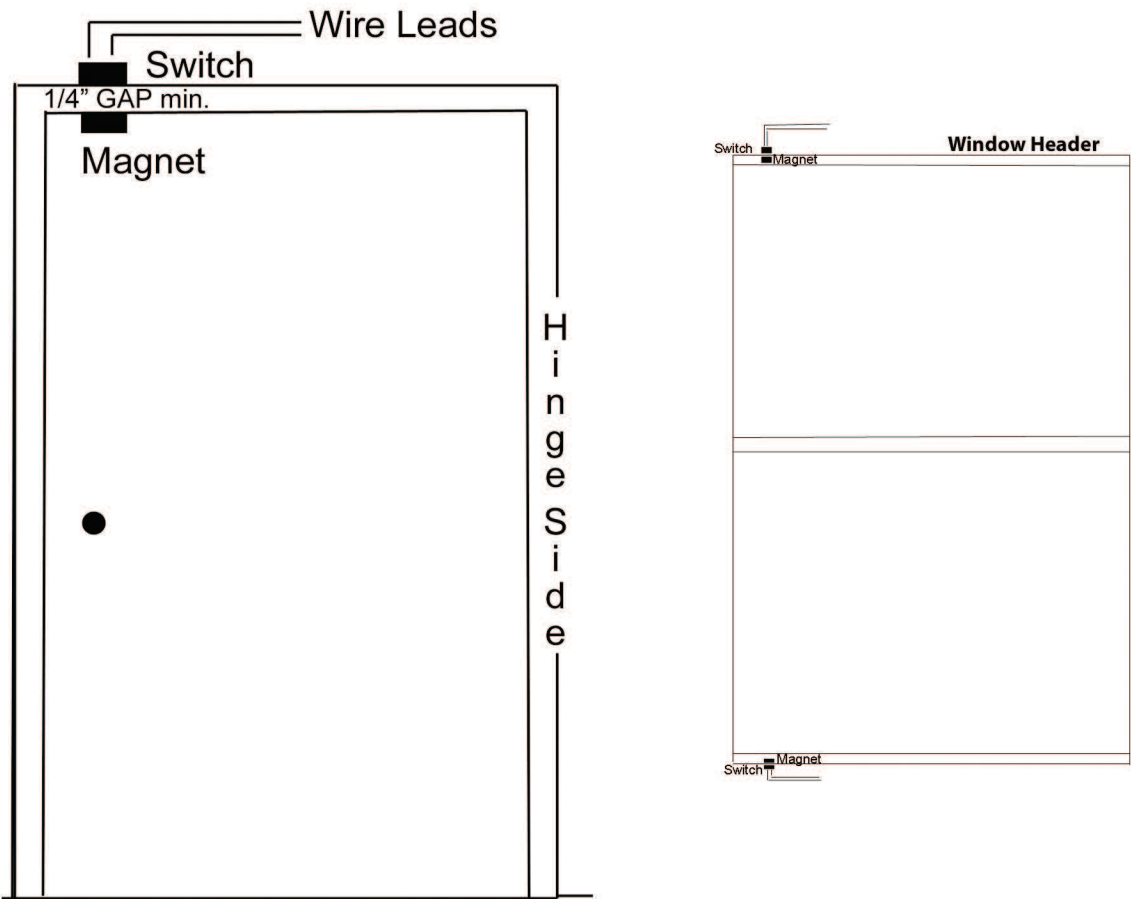 Wire Leads
Switch
1/4” GAP min.
Magnet
Hinge Side
Window Header
Switch
Magnet
Magnet
Switch